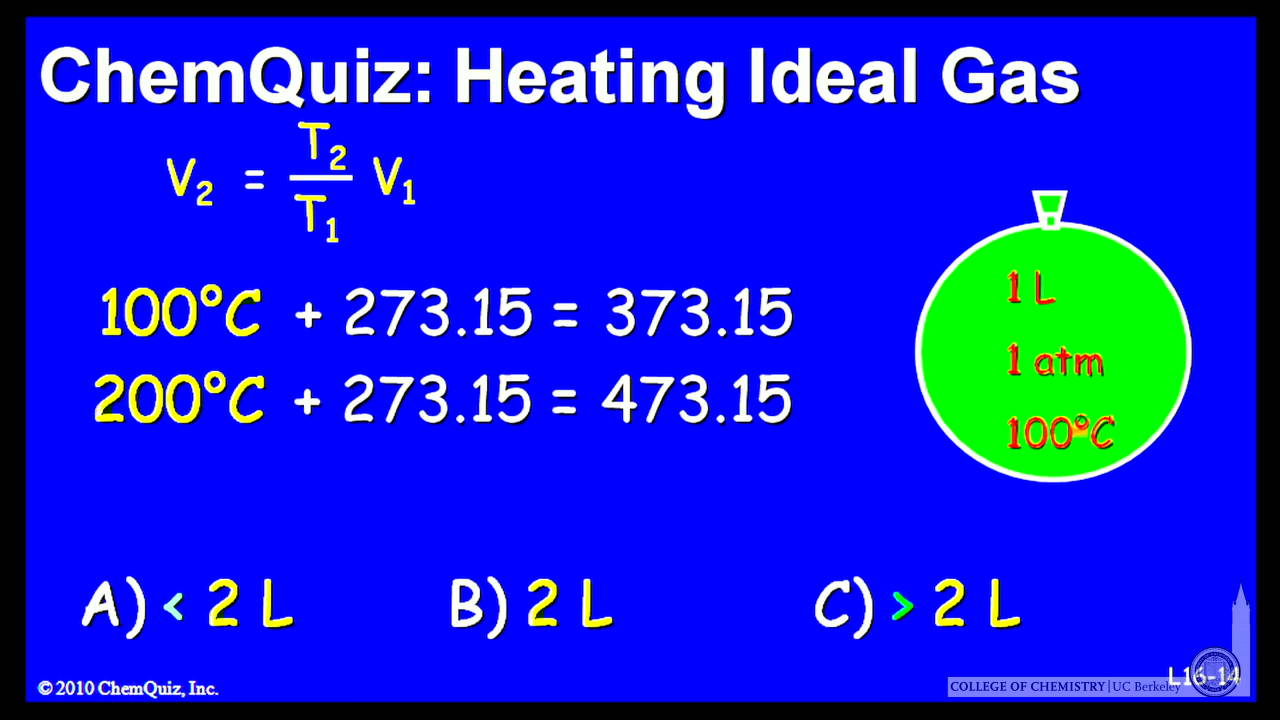 ChemQuiz: Heating Ideal Gas
V₂ = T₂/T₁ V₁
100°C + 273.15 = 373.15
200°C + 273.15 = 473.15
1 L
1 atm
100°C
A) < 2 L B) 2 L C) > 2 L
© 2010 ChemQuiz, Inc.
COLLEGE OF CHEMISTRY | UC Berkeley
L16-14